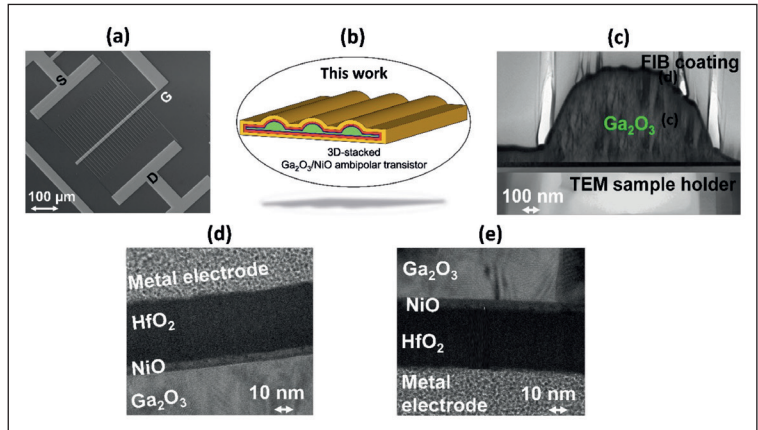 (a)
S
G
D
100 µm
(b)
This work
3D-stacked
Ga₂O₃/NiO ambipolar transistor
(c)
FIB coating
(d)
Ga₂O₃
(c)
TEM sample holder
100 nm
(d)
Metal electrode
HfO₂
NiO
Ga₂O₃
10 nm
(e)
Ga₂O₃
NiO
HfO₂
Metal
electrode
10 nm